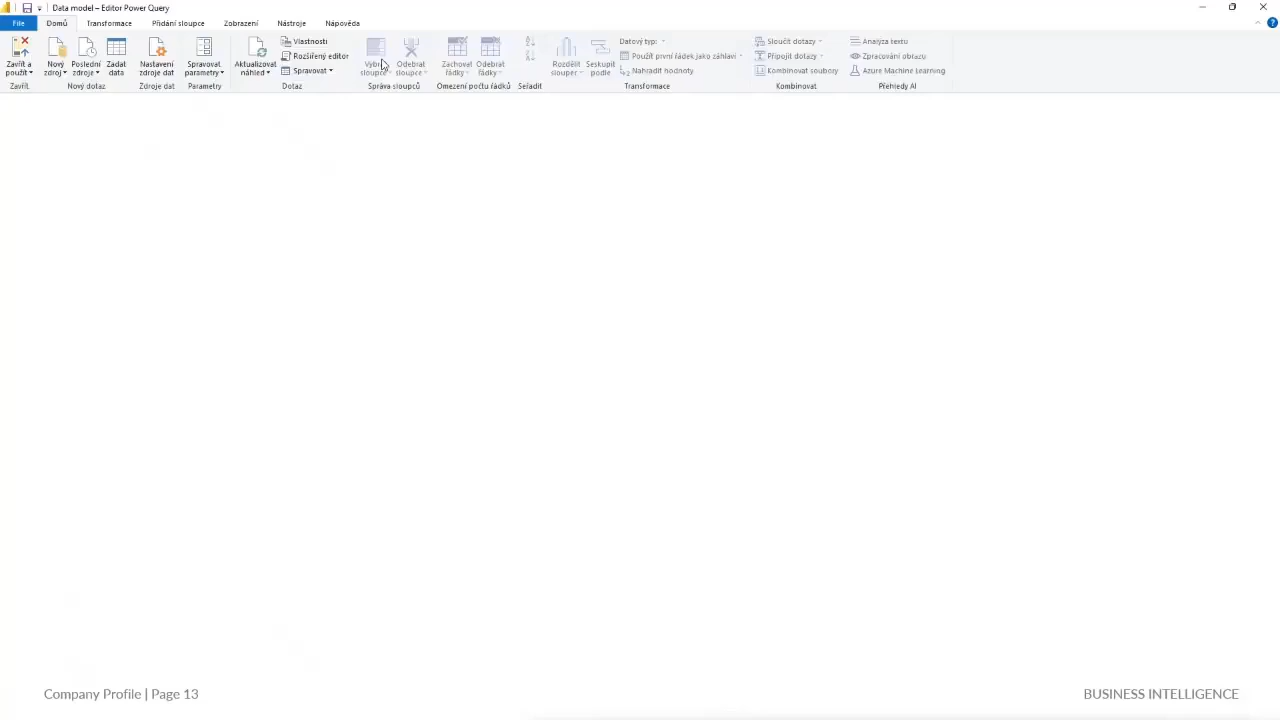 Data model – Editor Power Query
File Domů Transformace Přidání sloupce Zobrazení Nástroje Nápověda
Zavřít a použít
Nový zdroj
Poslední zdroje
Zadat data
Nastavení zdroje dat
Spravovat parametry
Aktualizovat náhled
Vlastnosti
Rozšířený editor
Spravovat
sloupce
Odebrat sloupce
Zachovat řádky
Odebrat řádky
Rozdělit sloupec
Seskupit podle
Datový typ:
Použít první řádek jako záhlaví
Nahradit hodnoty
Sloučit dotazy
Připojit dotazy
Kombinovat soubory
Analýza textu
Zpracování obrazu
Azure Machine Learning
Zavřít Nový dotaz Zdroje dat Parametry Dotaz Správa sloupců Omezení počtu řádků Seřadit Transformace Kombinovat Přehledy AI
Company Profile | Page 13
BUSINESS INTELLIGENCE